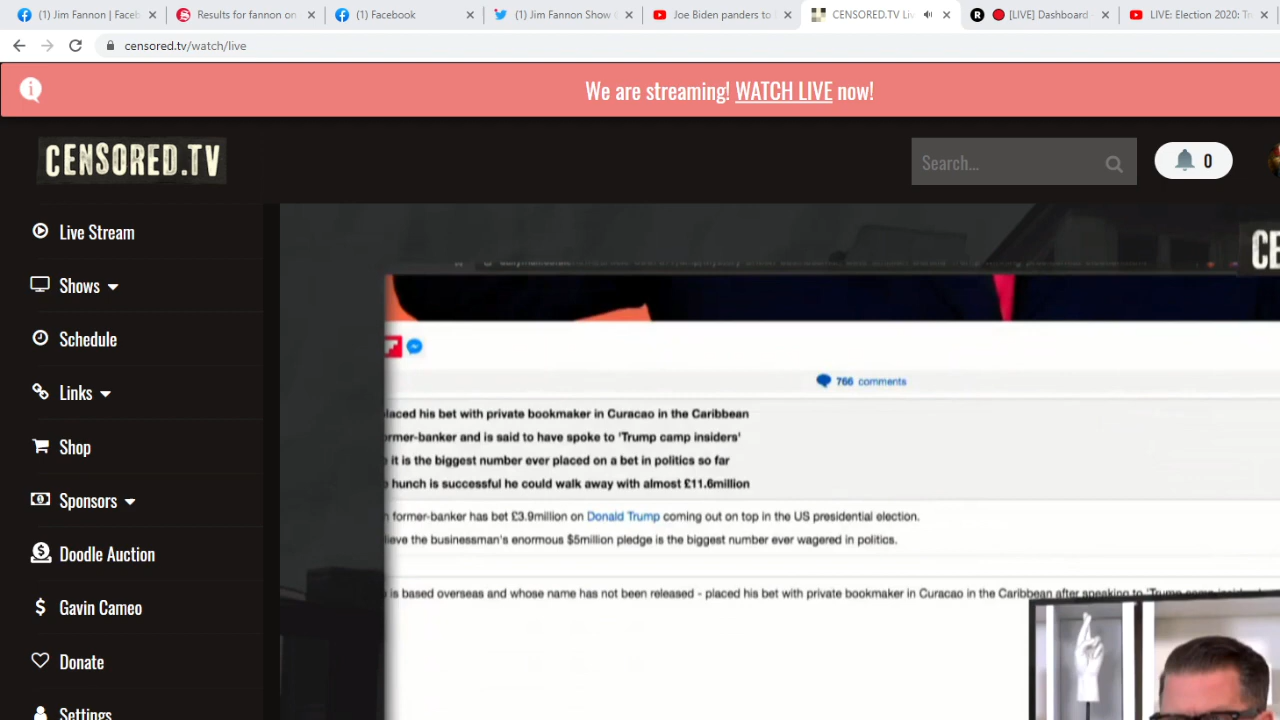 (1) Jim Fannon | Faceb
Results for fannon on
(1) Facebook
(1) Jim Fannon Show
Joe Biden panders to
CENSORED.TV Liv
[LIVE] Dashboard
LIVE: Election 2020: T
censored.tv/watch/live
We are streaming! WATCH LIVE now!
CENSORED.TV
Search...
0
Live Stream
Shows
Schedule
Links
Shop
Sponsors
Doodle Auction
Gavin Cameo
Donate
Settings
CE
766 comments
laced his bet with private bookmaker in Curacao in the Caribbean
rmer-banker and is said to have spoke to 'Trump camp insiders'
it is the biggest number ever placed on a bet in politics so far
hunch is successful he could walk away with almost £11.6million
former-banker has bet £3.9million on Donald Trump coming out on top in the US presidential election.
ieve the businessman's enormous $5million pledge is the biggest number ever wagered in politics.
is based overseas and whose name has not been released - placed his bet with private bookmaker in Curacao in the Caribbean after speaking to 'Trump camp